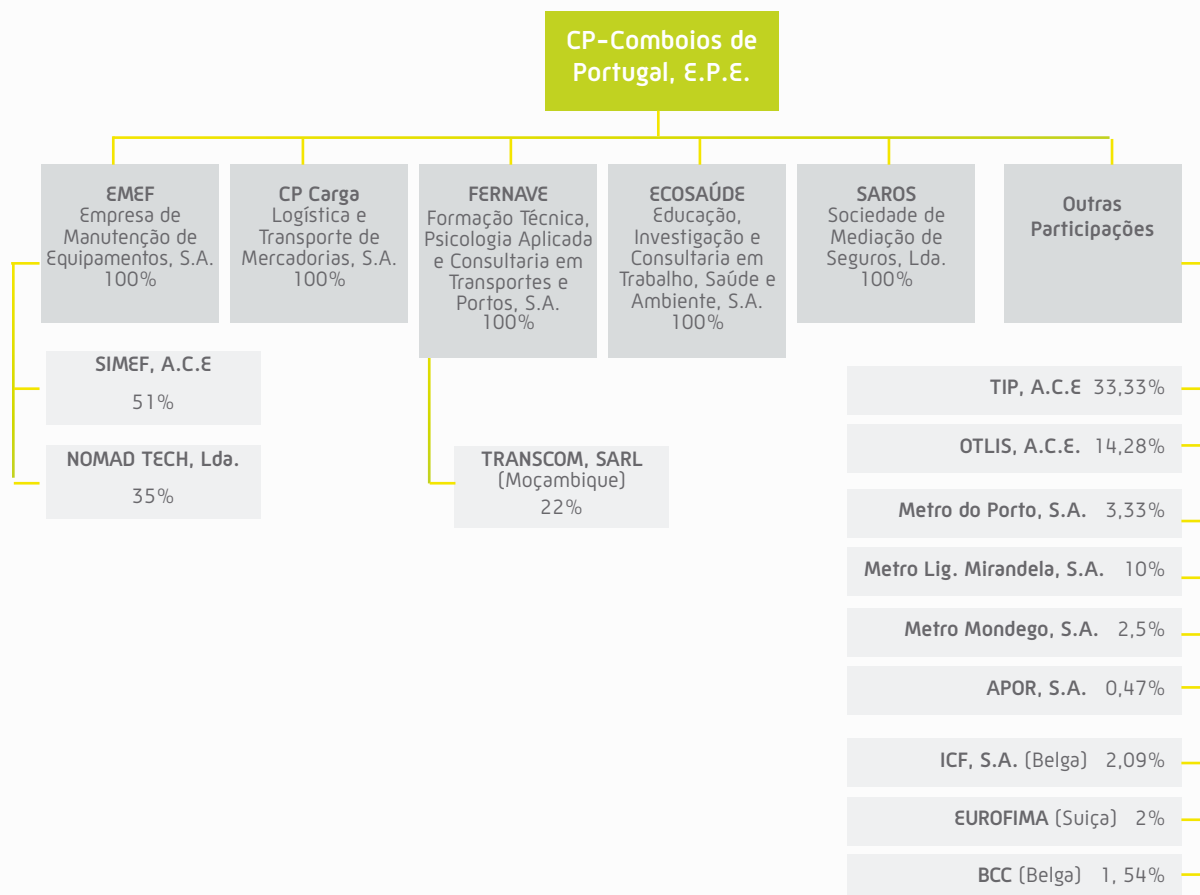 CP-Comboios de
Portugal, E.P.E.
EMEF
Empresa de
Manutenção de
Equipamentos, S.A.
100%
CP Carga
Logística e
Transporte de
Mercadorias, S.A.
100%
FERNAVE
Formação Técnica,
Psicologia Aplicada
e Consultaria em
Transportes e
Portos, S.A.
100%
ECOSAÚDE
Educação,
Investigação e
Consultaria em
Trabalho, Saúde e
Ambiente, S.A.
100%
SAROS
Sociedade de
Mediação de
Seguros, Lda.
100%
Outras
Participações
SIMEF, A.C.E
51%
NOMAD TECH, Lda.
35%
TRANSCOM, SARL
(Moçambique)
22%
TIP, A.C.E 33,33%
OTLIS, A.C.E. 14,28%
Metro do Porto, S.A. 3,33%
Metro Lig. Mirandela, S.A. 10%
Metro Mondego, S.A. 2,5%
APOR, S.A. 0,47%
ICF, S.A. (Belga) 2,09%
EUROFIMA (Suiça) 2%
BCC (Belga) 1, 54%